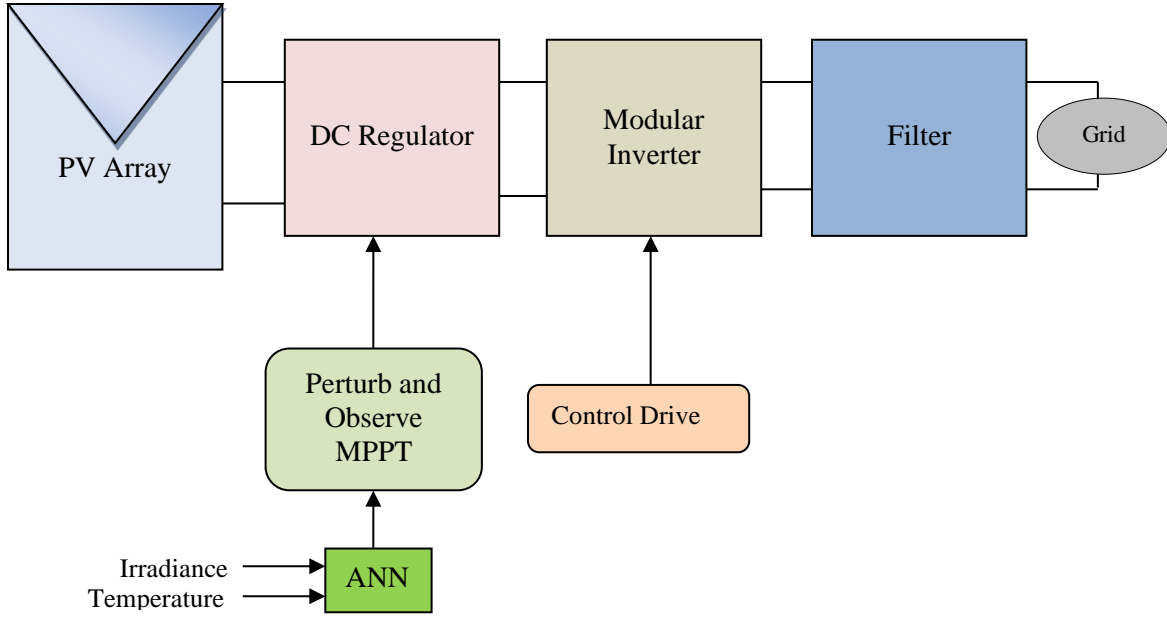 PV Array
DC Regulator
Modular
Inverter
Filter
Grid
Perturb and
Observe
MPPT
Control Drive
Irradiance
Temperature
ANN